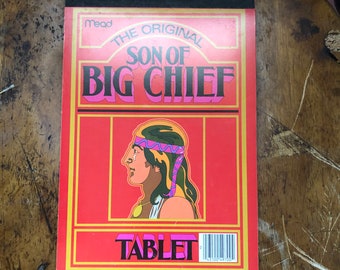 Mead
THE ORIGINAL
SON OF
BIG CHIEF
TABLET